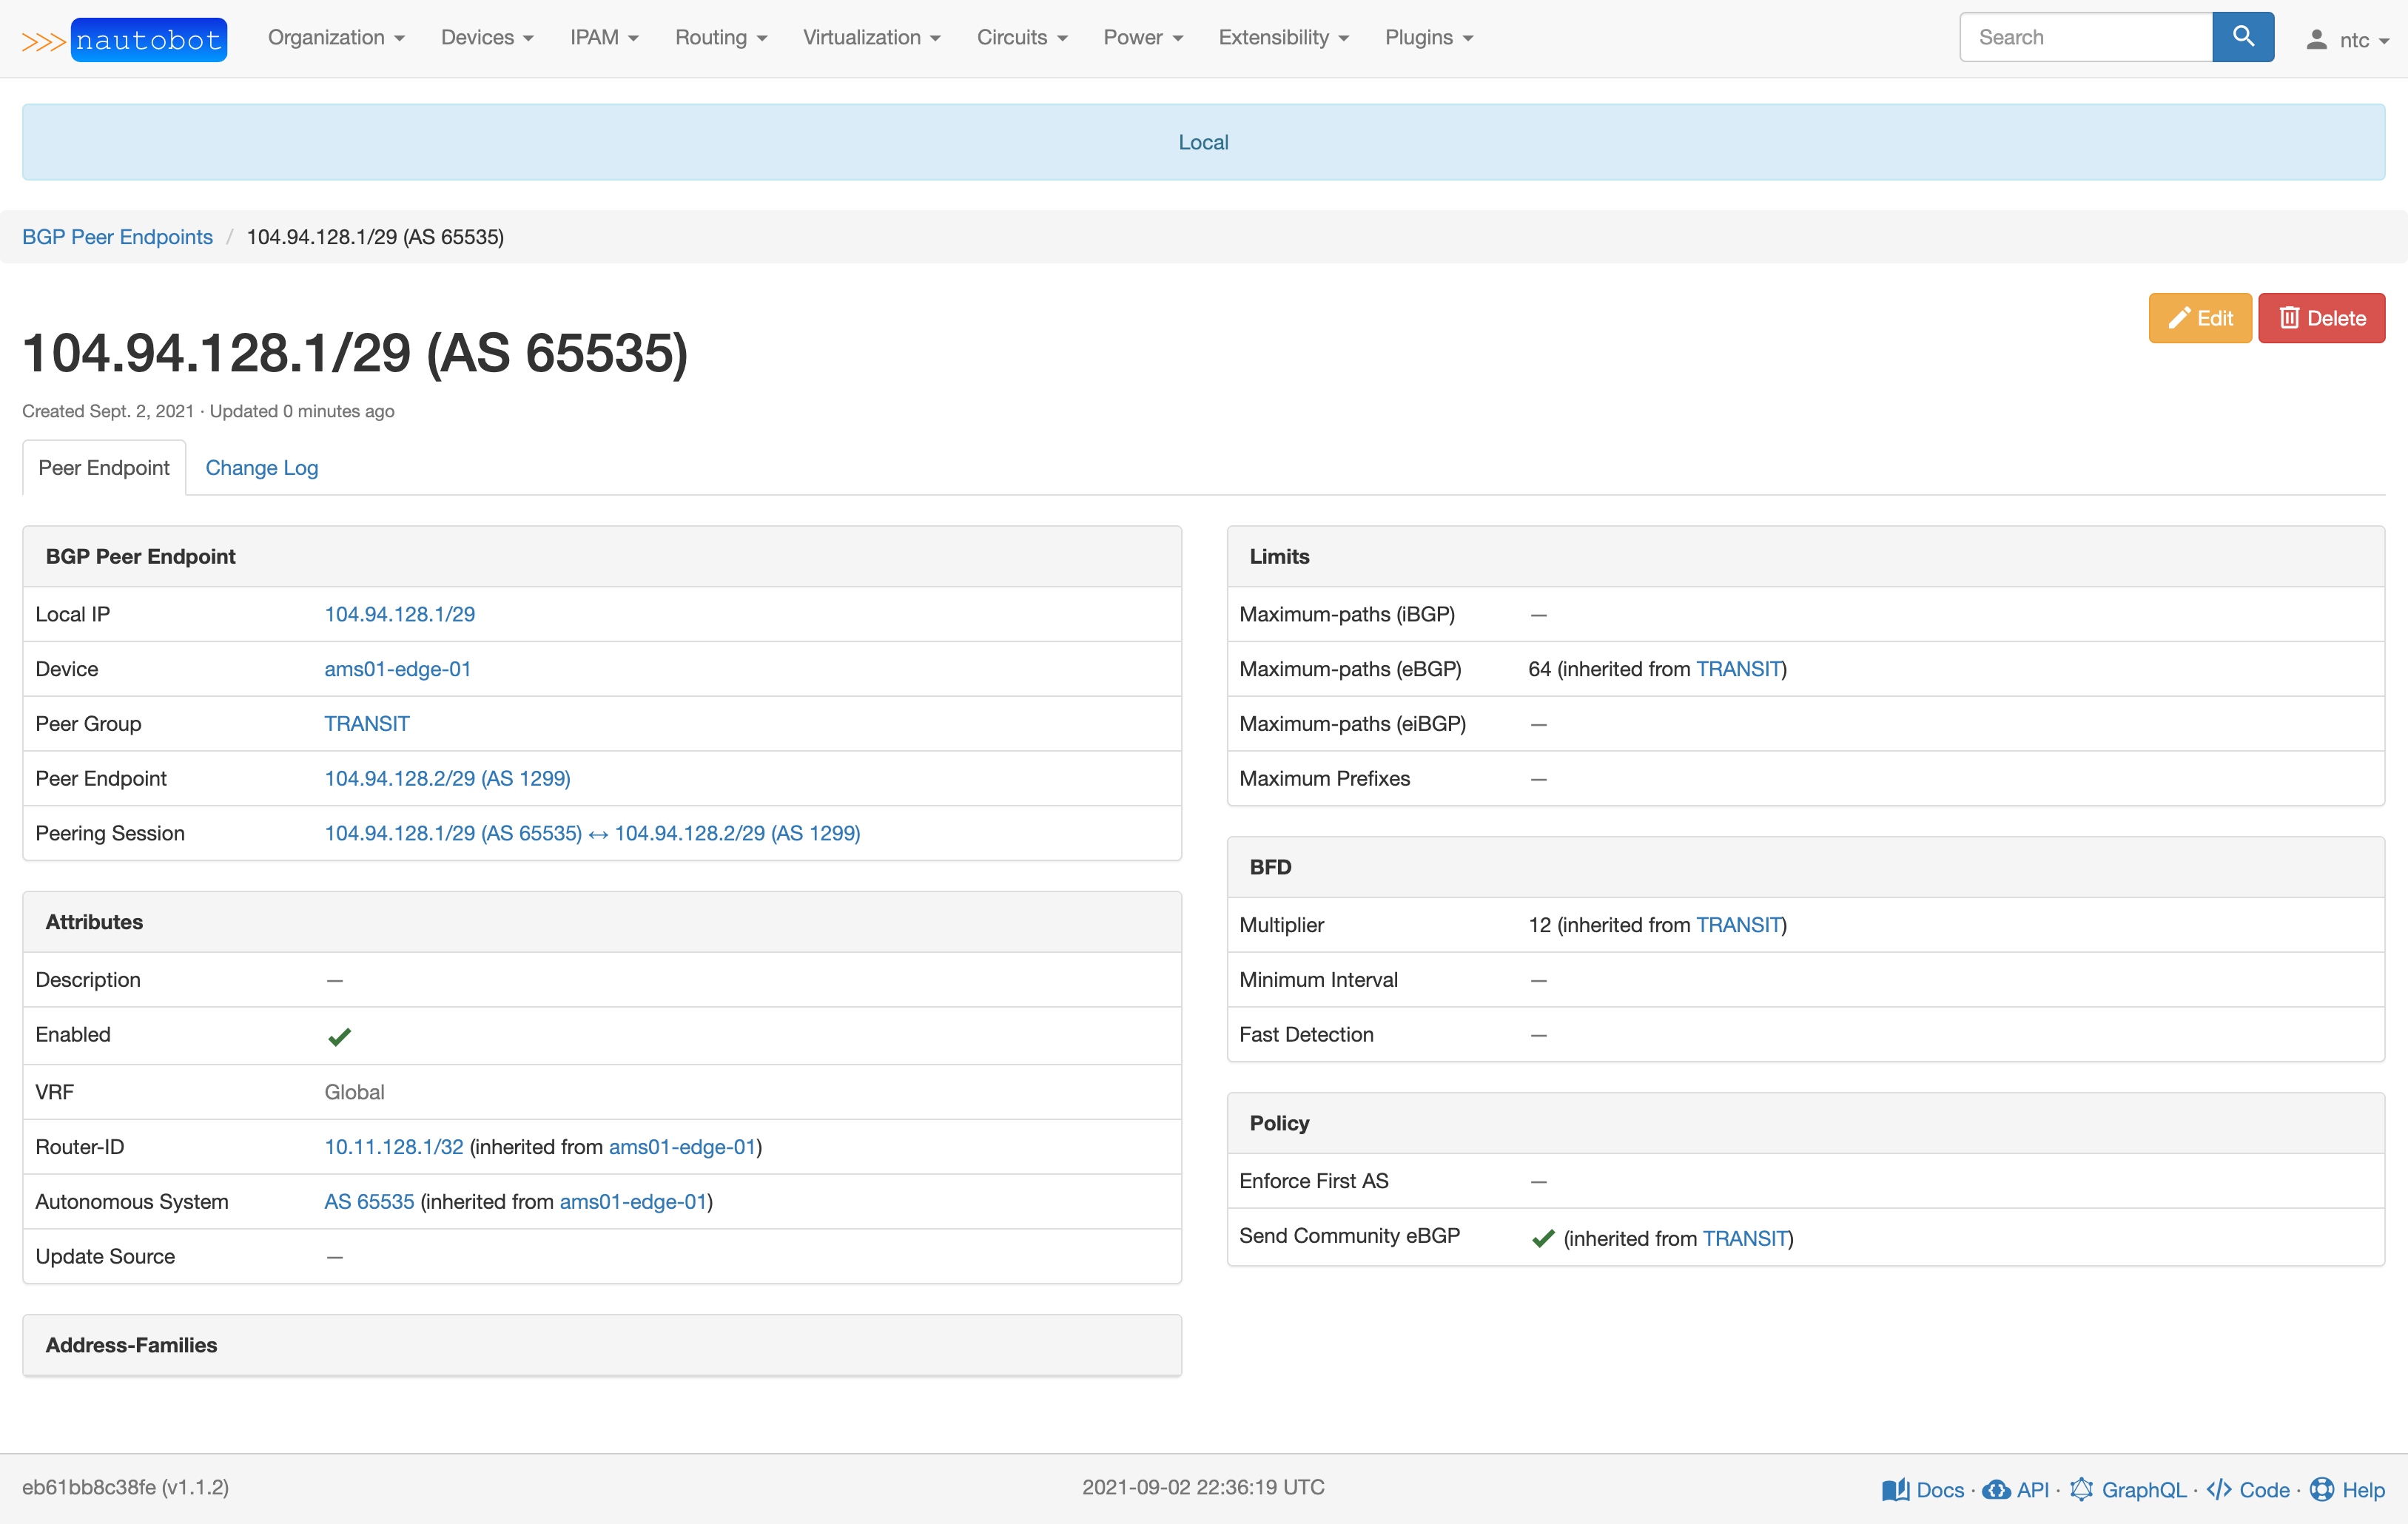 >>> nautobot Organization Devices IPAM Routing Virtualization Circuits Power Extensibility Plugins Search ntc
Local
BGP Peer Endpoints / 104.94.128.1/29 (AS 65535)
Edit Delete
104.94.128.1/29 (AS 65535)
Created Sept. 2, 2021 · Updated 0 minutes ago
Peer Endpoint Change Log
BGP Peer Endpoint
Local IP 104.94.128.1/29
Device ams01-edge-01
Peer Group TRANSIT
Peer Endpoint 104.94.128.2/29 (AS 1299)
Peering Session 104.94.128.1/29 (AS 65535) ↔ 104.94.128.2/29 (AS 1299)
Attributes
Description —
Enabled ✔
VRF Global
Router-ID 10.11.128.1/32 (inherited from ams01-edge-01)
Autonomous System AS 65535 (inherited from ams01-edge-01)
Update Source —
Address-Families
Limits
Maximum-paths (iBGP) —
Maximum-paths (eBGP) 64 (inherited from TRANSIT)
Maximum-paths (eiBGP) —
Maximum Prefixes —
BFD
Multiplier 12 (inherited from TRANSIT)
Minimum Interval —
Fast Detection —
Policy
Enforce First AS —
Send Community eBGP ✔ (inherited from TRANSIT)
eb61bb8c38fe (v1.1.2) 2021-09-02 22:36:19 UTC Docs · API · GraphQL · Code · Help